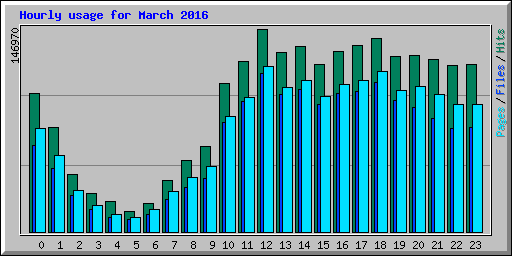 Hourly usage for March 2016
146970
Pages / Files / Hits
0 1 2 3 4 5 6 7 8 9 10 11 12 13 14 15 16 17 18 19 20 21 22 23